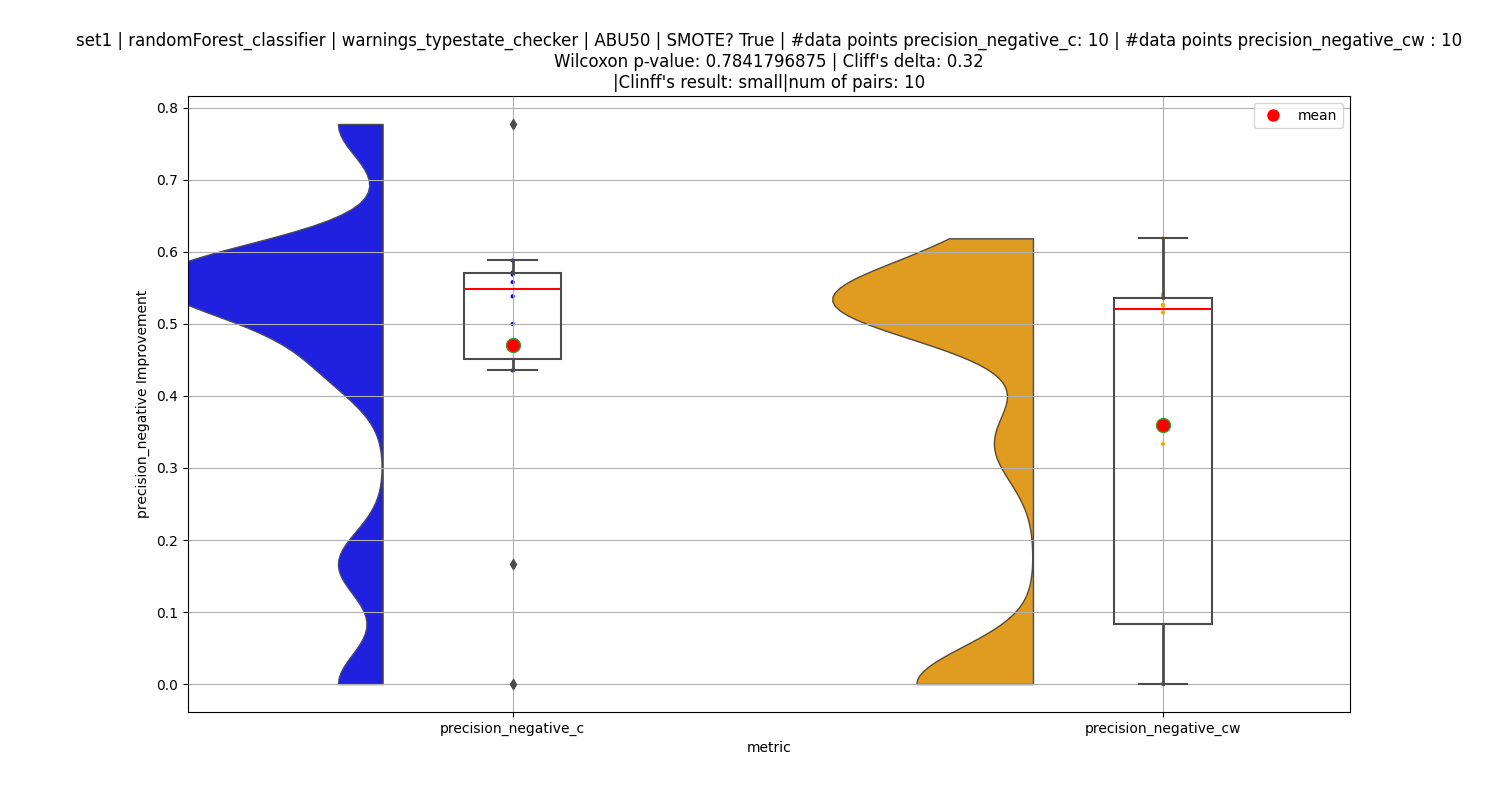 set1 | randomForest_classifier | warnings_typestate_checker | ABU50 | SMOTE? True | #data points precision_negative_c: 10 | #data points precision_negative_cw : 10
Wilcoxon p-value: 0.7841796875 | Cliff's delta: 0.32
|Clinff's result: small|num of pairs: 10
mean
0.8
0.7
0.6
0.5
0.4
0.3
0.2
0.1
0.0
precision_negative Improvement
precision_negative_c
precision_negative_cw
metric